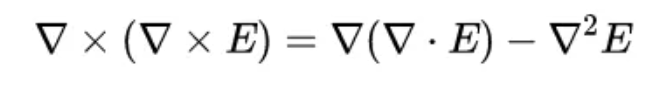 ∇ × (∇ × E) = ∇(∇ · E) − ∇²E